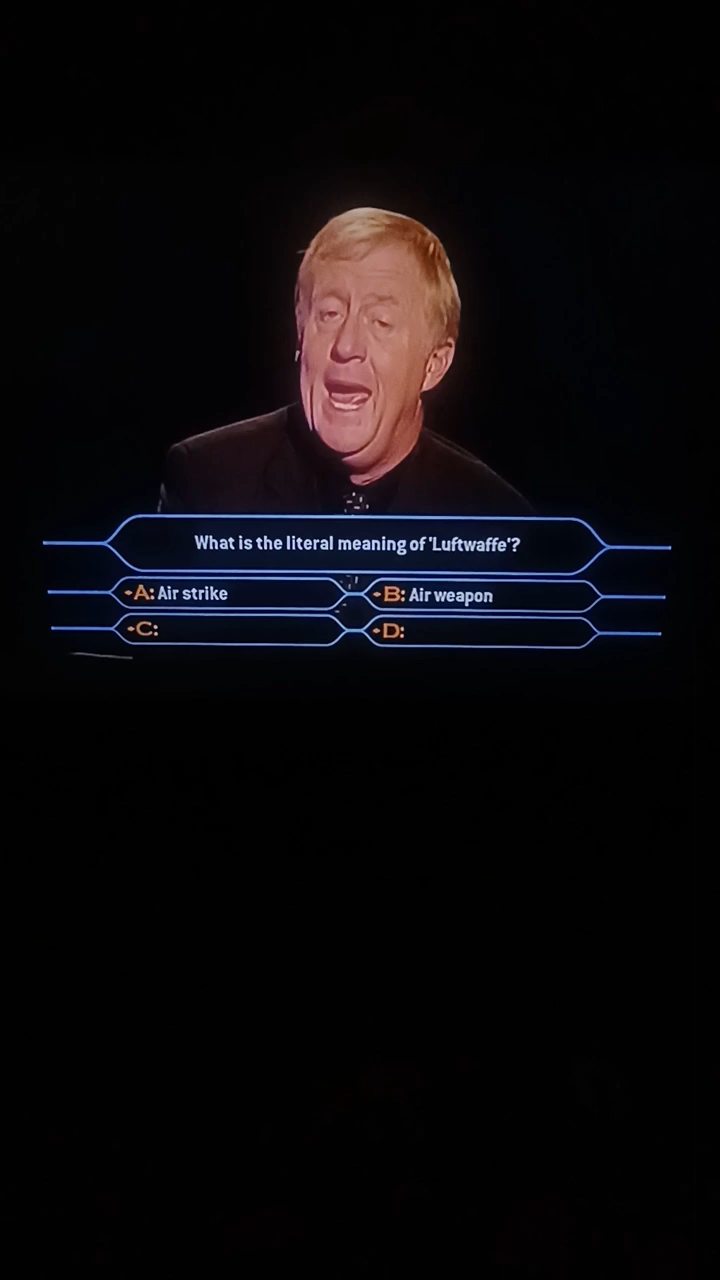 What is the literal meaning of 'Luftwaffe'?
A: Air strike
B: Air weapon
C:
D: